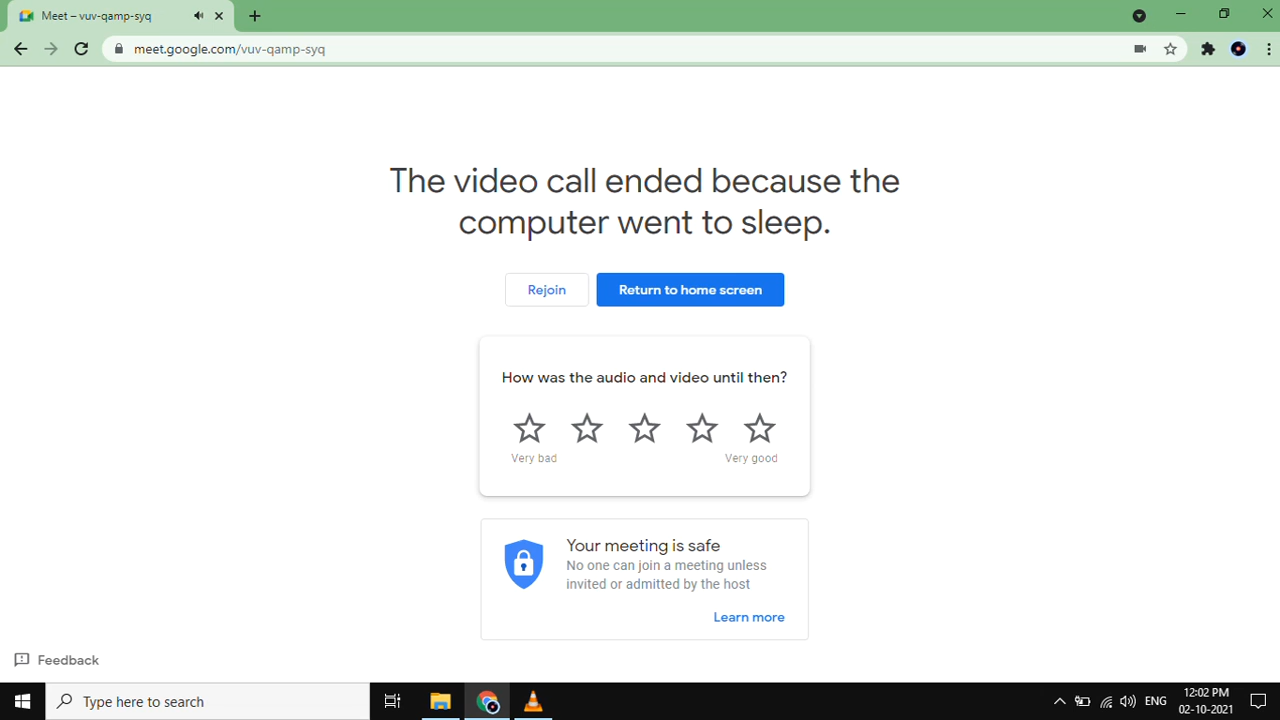 Meet – vuv-qamp-syq
meet.google.com/vuv-qamp-syq
The video call ended because the
computer went to sleep.
Rejoin
Return to home screen
How was the audio and video until then?
Very bad
Very good
Your meeting is safe
No one can join a meeting unless
invited or admitted by the host
Learn more
Feedback
Type here to search
ENG
12:02 PM
02-10-2021